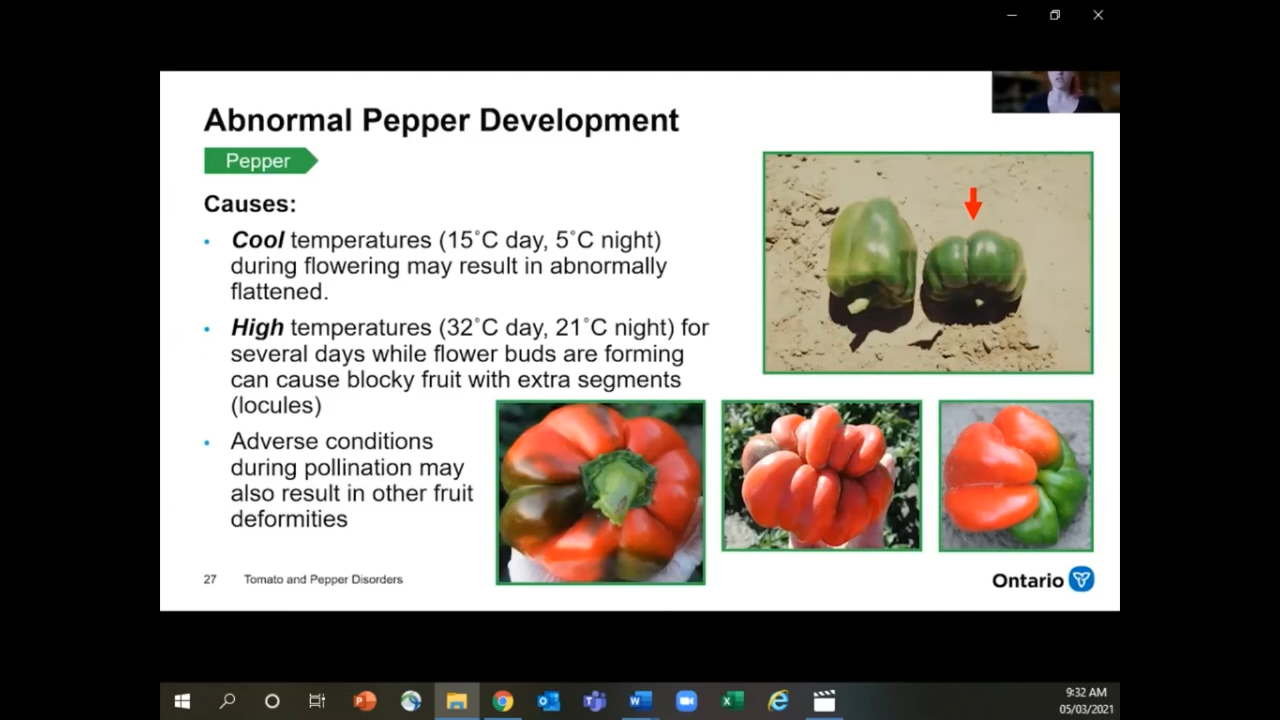 Abnormal Pepper Development
Pepper
Causes:
• Cool temperatures (15˚C day, 5˚C night)
during flowering may result in abnormally
flattened.
• High temperatures (32˚C day, 21˚C night) for
several days while flower buds are forming
can cause blocky fruit with extra segments
(locules)
• Adverse conditions
during pollination may
also result in other fruit
deformities
27 Tomato and Pepper Disorders
Ontario
9:32 AM
05/03/2021